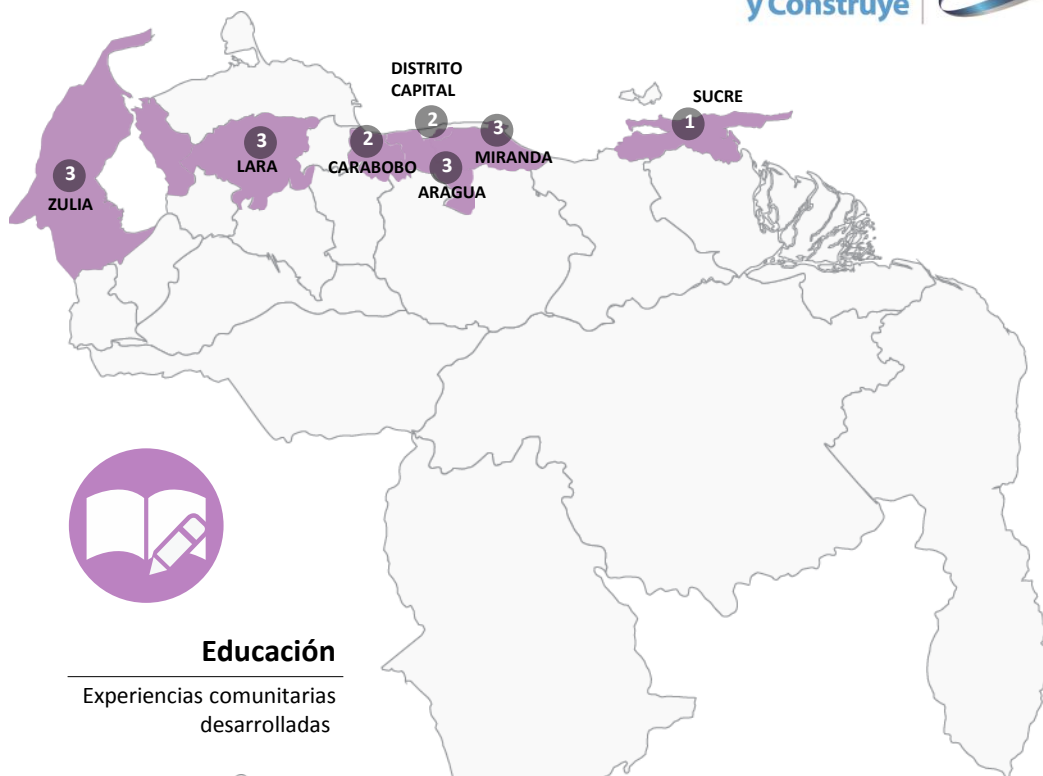 y Construye
DISTRITO
CAPITAL
2
SUCRE
1
3
LARA
2
CARABOBO
3
MIRANDA
3
ARAGUA
3
ZULIA
Educación
Experiencias comunitarias
desarrolladas